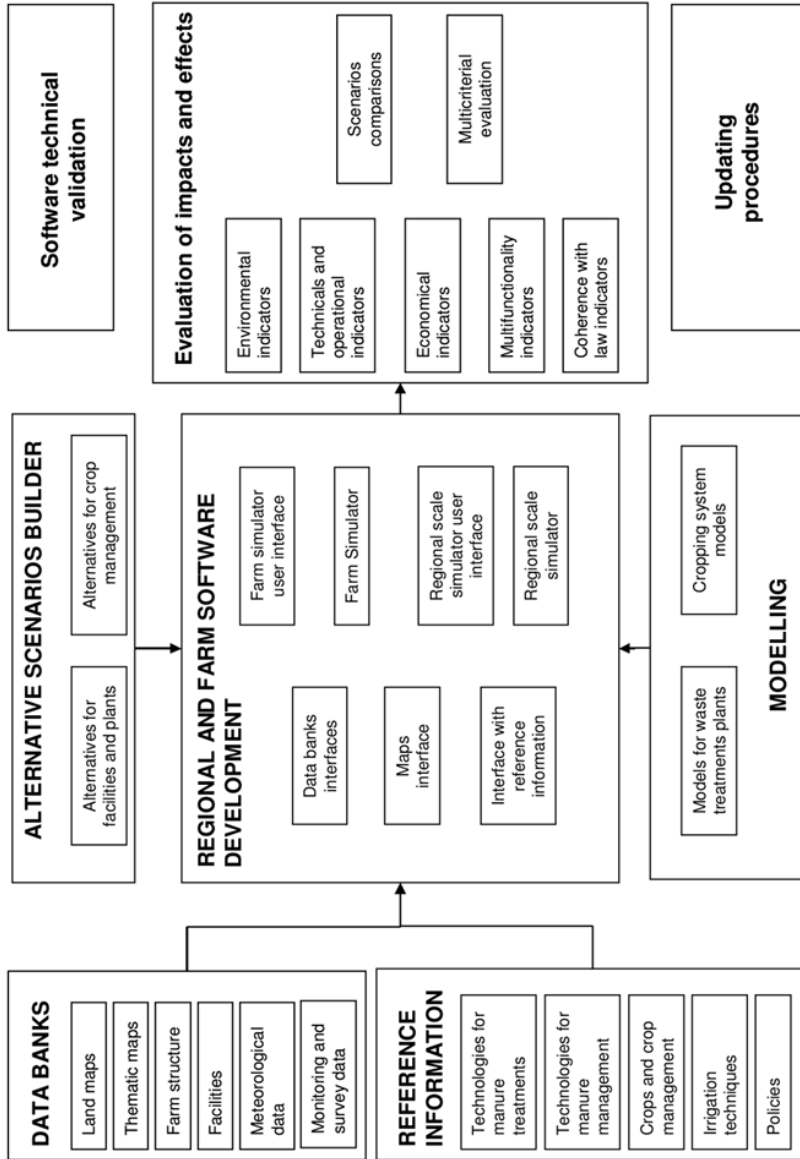 DATA BANKS
Land maps
Thematic maps
Farm structure
Facilities
Meteorological
data
Monitoring and
survey data
REFERENCE
INFORMATION
Technologies for
manure
treatments
Technologies for
manure
management
Crops and crop
management
Irrigation
techniques
Policies
ALTERNATIVE SCENARIOS BUILDER
Alternatives for
facilities and plants
Alternatives for crop
management
REGIONAL AND FARM SOFTWARE
DEVELOPMENT
Data banks
interfaces
Maps
interface
Interface with
reference
information
Farm simulator
user interface
Farm Simulator
Regional scale
simulator user
interface
Regional scale
simulator
Models for waste
treatments plants
Cropping system
models
MODELLING
Software technical
validation
Evaluation of impacts and effects
Environmental
indicators
Technicals and
operational
indicators
Economical
indicators
Multifunctionality
indicators
Coherence with
law indicators
Scenarios
comparisons
Multicriterial
evaluation
Updating
procedures